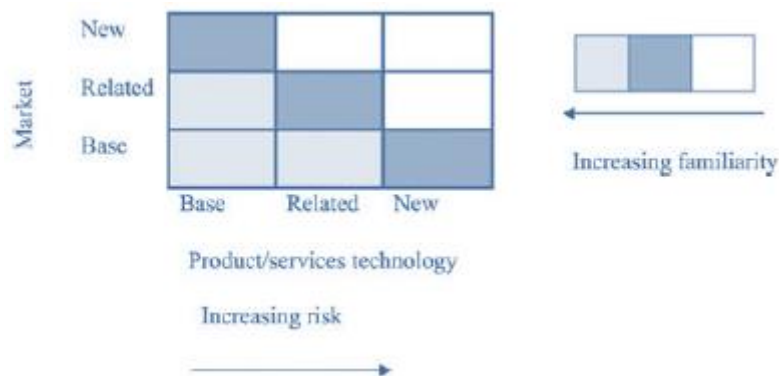 New
Related
Base
Market
Base Related New
Product/services technology
Increasing risk
Increasing familiarity